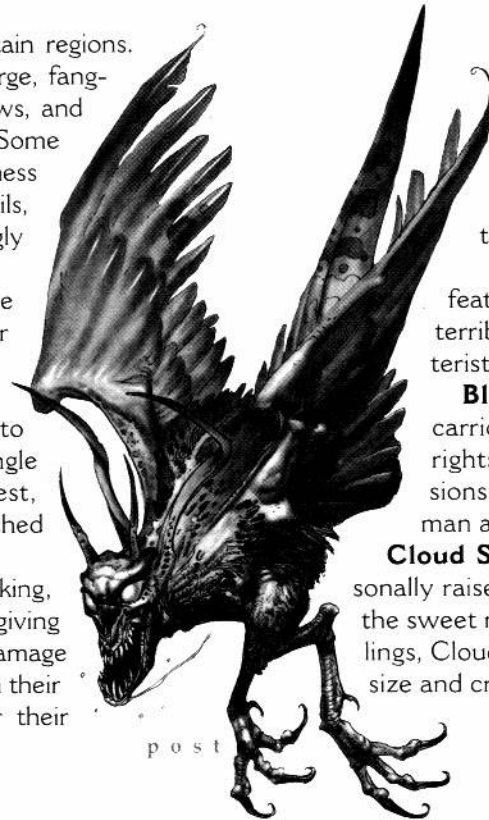 ain regions.
rge, fang-
ws, and
Some
ness
ils,
gly
e
r
to
ngle
est,
hed
king,
giving
amage
n their
r their
post
t
feat
terrib
terist
Bl
carrio
rights
sions
man a
Cloud S
sonally raise
the sweet r
lings, Cloud
size and cr